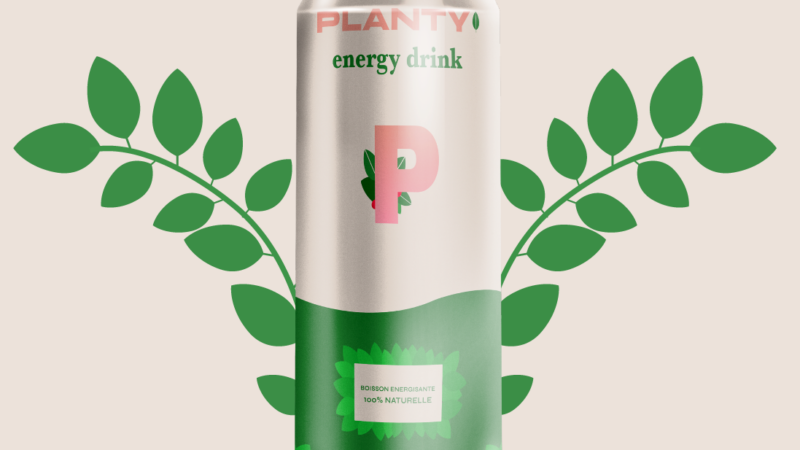 PLANTY
energy drink
P
BOISSON ENERGISANTE
100% NATURELLE